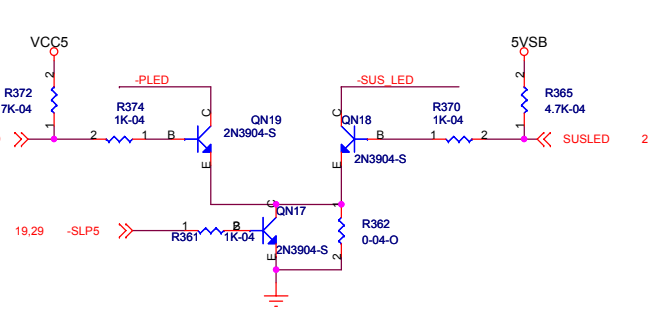 VCC5
5VSB
2
-PLED
-SUS_LED
2
R372
7K-04
R374
1K-04
C
QN19
2N3904-S
C
QN18
R370
1K-04
R365
4.7K-04
1
2
1
B
B
1
2
1
SUSLED
2
E
E
2N3904-S
C
QN17
1
R362
0-04-O
19,29
-SLP5
1
R361
2
B
1K-04
2N3904-S
E
2